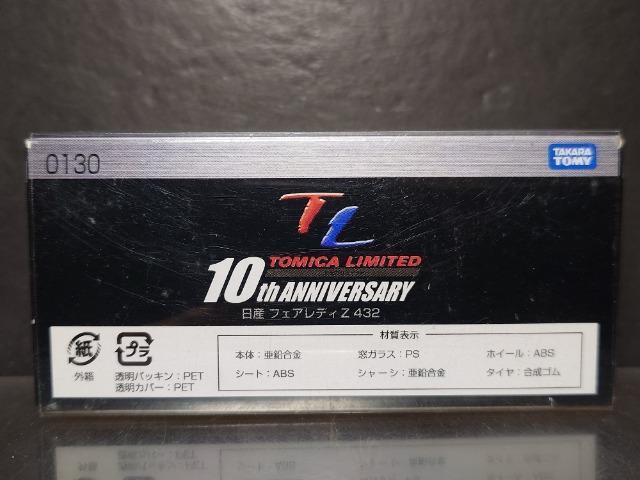 0130
TAKARA
TOMY
TL
TOMICA LIMITED
10th ANNIVERSARY
日産 フェアレディZ 432
材質表示
紙
プラ
本体：亜鉛合金
窓ガラス：PS
ホイール：ABS
外箱
透明パッキン：PET
シート：ABS
シャーシ：亜鉛合金
タイヤ：合成ゴム
透明カバー：PET